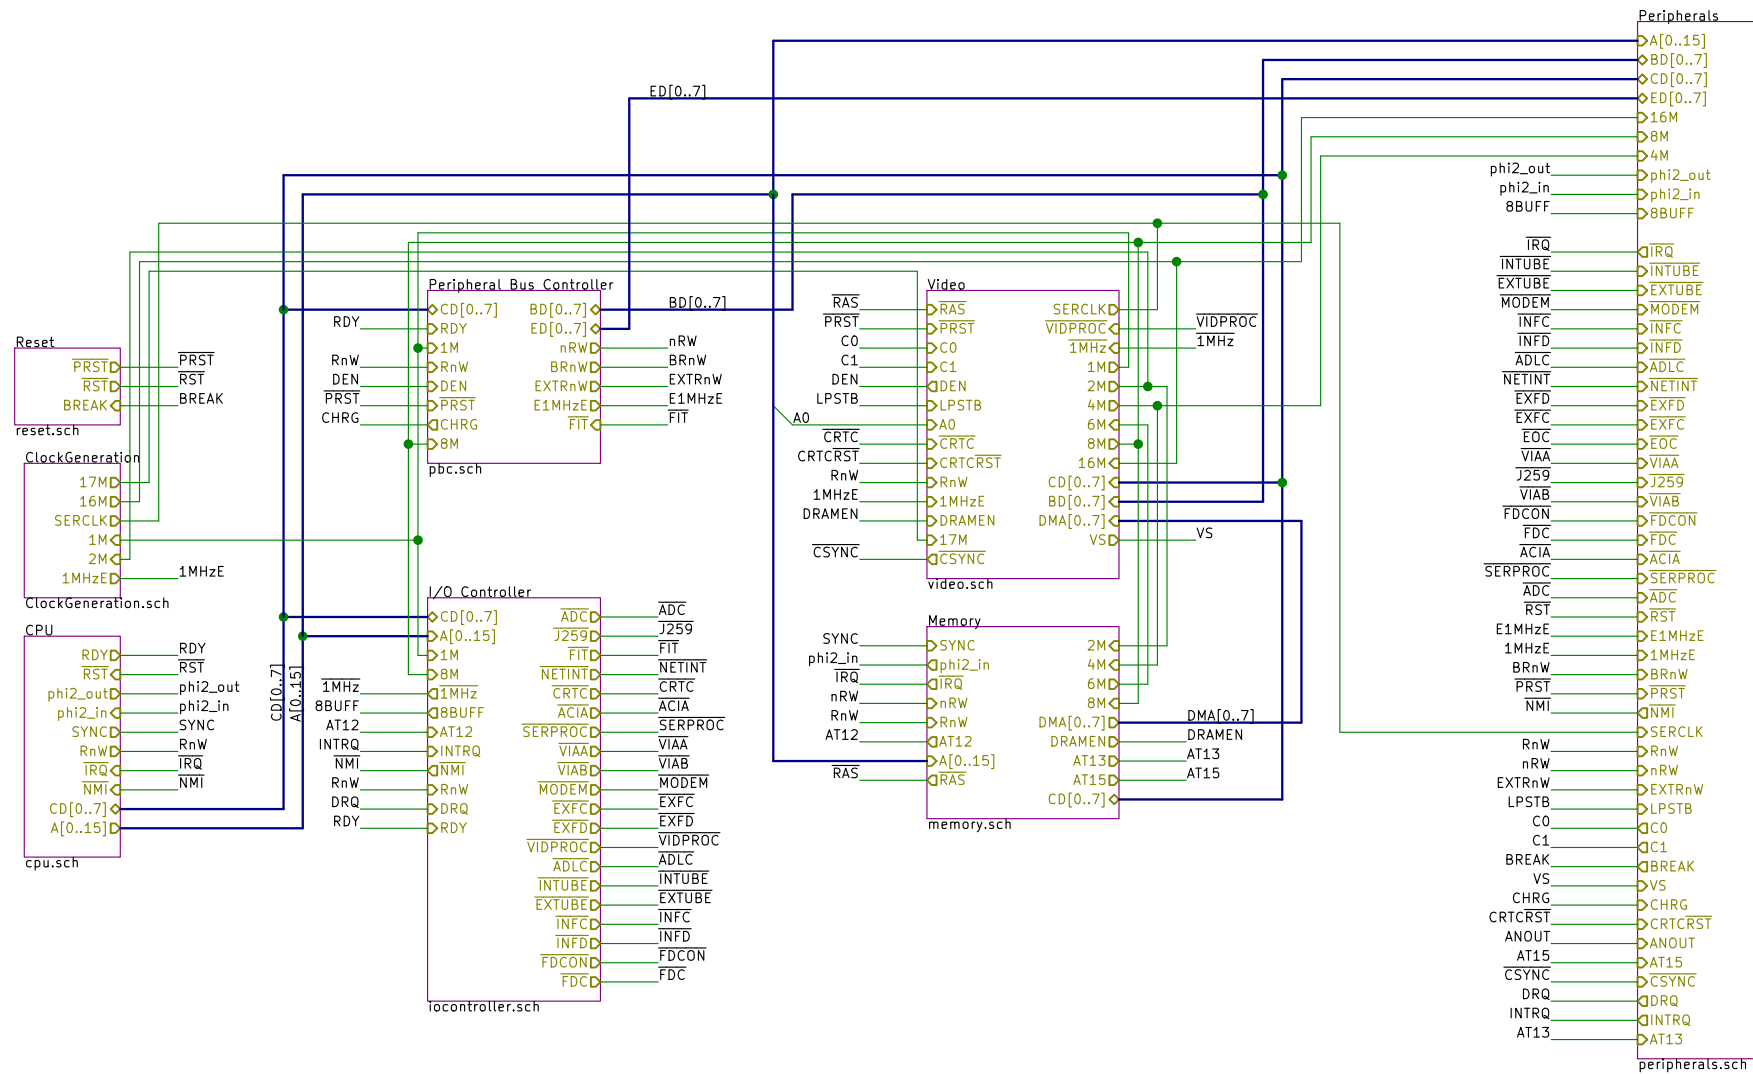 Peripherals
A[0..15]
BD[0..7]
CD[0..7]
ED[0..7]
ED[0..7]
16M
8M
4M
phi2_out phi2_out
phi2_in phi2_in
8BUFF 8BUFF
IRQ IRQ
INTUBE INTUBE
EXTUBE EXTUBE
MODEM MODEM
INFC INFC
INFD INFD
ADLC ADLC
NETINT NETINT
EXFD EXFD
EXFC EXFC
EOC EOC
VIAA VIAA
J259 J259
VIAB VIAB
FDCON FDCON
FDC FDC
ACIA ACIA
SERPROC SERPROC
ADC ADC
RST RST
E1MHzE E1MHzE
1MHzE 1MHzE
BRnW BRnW
PRST PRST
NMI NMI
SERCLK
RnW RnW
nRW nRW
EXTRnW EXTRnW
LPSTB LPSTB
C0 C0
C1 C1
BREAK BREAK
VS VS
CHRG CHRG
CRTCRST CRTCRST
ANOUT ANOUT
AT15 AT15
CSYNC CSYNC
DRQ DRQ
INTRQ INTRQ
AT13 AT13
peripherals.sch
Reset
PRST PRST
RST RST
BREAK BREAK
reset.sch
ClockGeneration
17M
16M
SERCLK
1M
2M
1MHzE 1MHzE
ClockGeneration.sch
CPU
RDY RDY
RST RST
phi2_out phi2_out
phi2_in phi2_in
SYNC SYNC
RnW RnW
IRQ IRQ
NMI NMI
CD[0..7]
A[0..15]
cpu.sch
CD[0..7]
A[0..15]
Peripheral Bus Controller
CD[0..7] BD[0..7] BD[0..7]
RDY RDY ED[0..7]
1M nRW nRW
RnW RnW BRnW BRnW
DEN DEN EXTRnW EXTRnW
PRST PRST E1MHzE E1MHzE
CHRG CHRG FIT FIT
8M
pbc.sch
I/O Controller
CD[0..7] ADC ADC
A[0..15] J259 J259
1M FIT FIT
8M NETINT NETINT
1MHz 1MHz CRTC CRTC
8BUFF 8BUFF ACIA ACIA
AT12 AT12 SERPROC SERPROC
INTRQ INTRQ VIAA VIAA
NMI NMI VIAB VIAB
RnW RnW MODEM MODEM
DRQ DRQ EXFC EXFC
RDY RDY EXFD EXFD
VIDPROC VIDPROC
ADLC ADLC
INTUBE INTUBE
EXTUBE EXTUBE
INFC INFC
INFD INFD
FDCON FDCON
FDC FDC
iocontroller.sch
Video
RAS RAS SERCLK
PRST PRST VIDPROC VIDPROC
C0 C0 1MHz 1MHz
C1 C1 1M
DEN DEN 2M
LPSTB LPSTB 4M
A0 A0 6M
CRTC CRTC 8M
CRTCRST CRTCRST 16M
RnW RnW CD[0..7]
1MHzE 1MHzE BD[0..7]
DRAMEN DRAMEN DMA[0..7]
17M VS VS
CSYNC CSYNC
video.sch
Memory
SYNC SYNC 2M
phi2_in phi2_in 4M
IRQ IRQ 6M
nRW nRW 8M
RnW RnW DMA[0..7] DMA[0..7]
AT12 AT12 DRAMEN DRAMEN
A[0..15] AT13 AT13
RAS RAS AT15 AT15
CD[0..7]
memory.sch